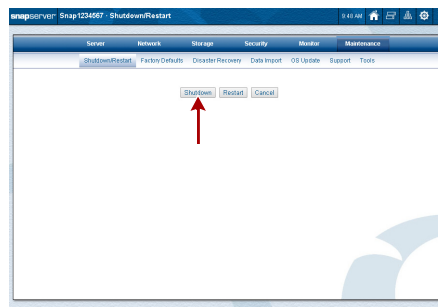 snapserver Snap1234567 - Shutdown/Restart 9:48 AM
Server Network Storage Security Monitor Maintenance
Shutdown/Restart Factory Defaults Disaster Recovery Data Import OS Update Support Tools
Shutdown Restart Cancel